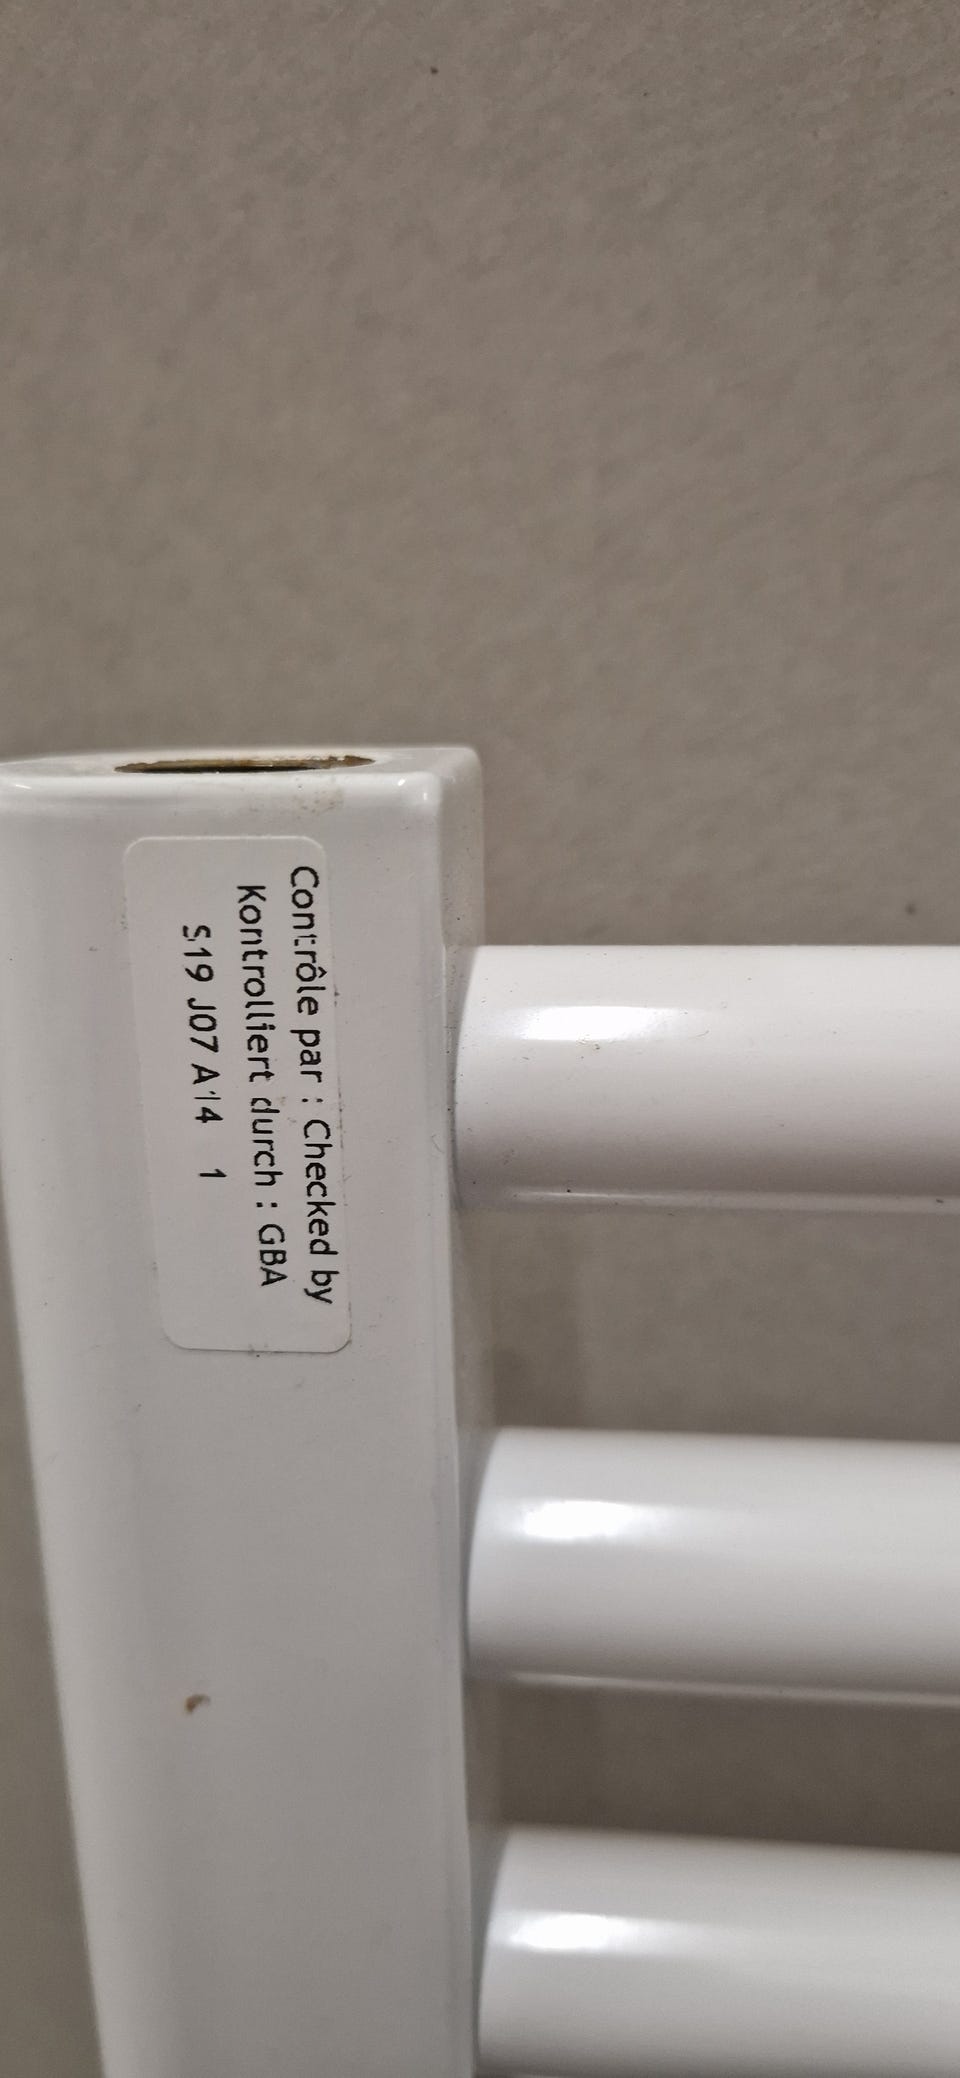 Contrôle par : Checked by
Kontrolliert durch : GBA
S19 J07 A14 1